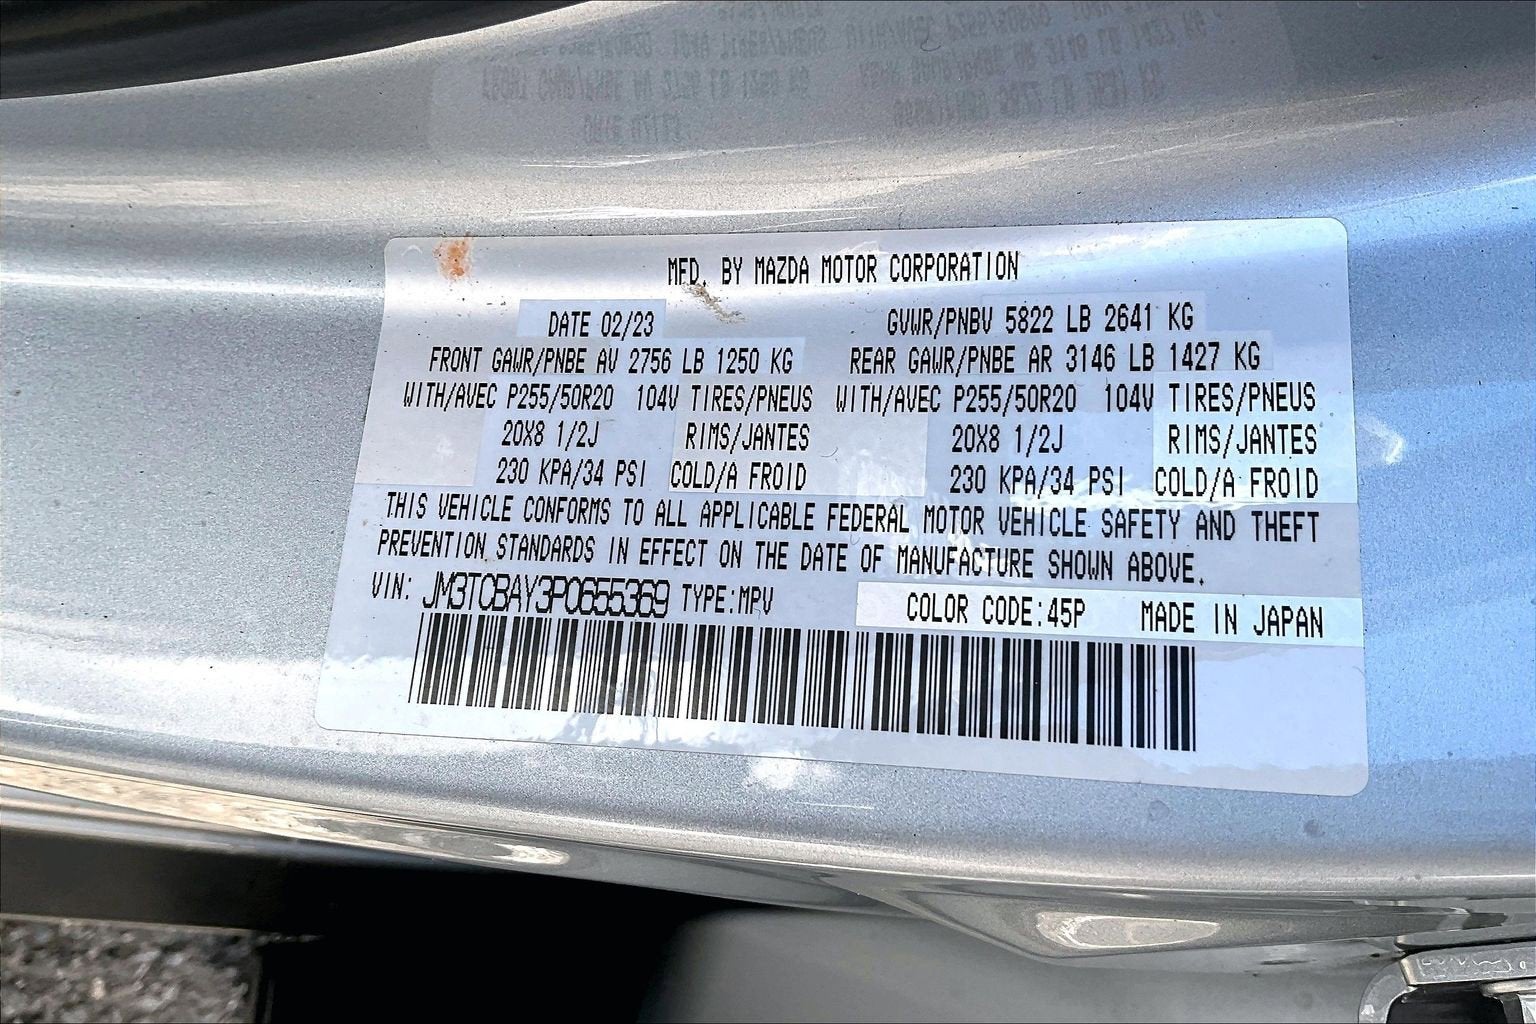 MFD. BY MAZDA MOTOR CORPORATION
DATE 02/23 GVWR/PNBV 5822 LB 2641 KG
FRONT GAWR/PNBE AV 2756 LB 1250 KG REAR GAWR/PNBE AR 3146 LB 1427 KG
WITH/AVEC P255/50R20 104V TIRES/PNEUS WITH/AVEC P255/50R20 104V TIRES/PNEUS
20X8 1/2J RIMS/JANTES 20X8 1/2J RIMS/JANTES
230 KPA/34 PSI COLD/A FROID 230 KPA/34 PSI COLD/A FROID
THIS VEHICLE CONFORMS TO ALL APPLICABLE FEDERAL MOTOR VEHICLE SAFETY AND THEFT
PREVENTION STANDARDS IN EFFECT ON THE DATE OF MANUFACTURE SHOWN ABOVE.
VIN: JM3TCBAY3P0655369 TYPE:MPV COLOR CODE:45P MADE IN JAPAN